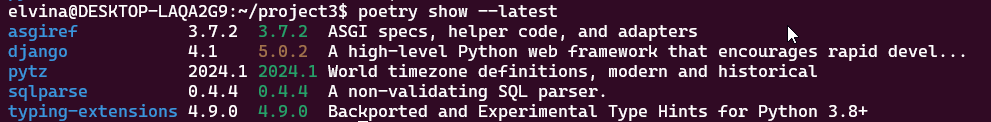 elvina@DESKTOP-LAQA2G9:~/project3$ poetry show --latest
asgiref 3.7.2 3.7.2 ASGI specs, helper code, and adapters
django 4.1 5.0.2 A high-level Python web framework that encourages rapid devel...
pytz 2024.1 2024.1 World timezone definitions, modern and historical
sqlparse 0.4.4 0.4.4 A non-validating SQL parser.
typing-extensions 4.9.0 4.9.0 Backported and Experimental Type Hints for Python 3.8+